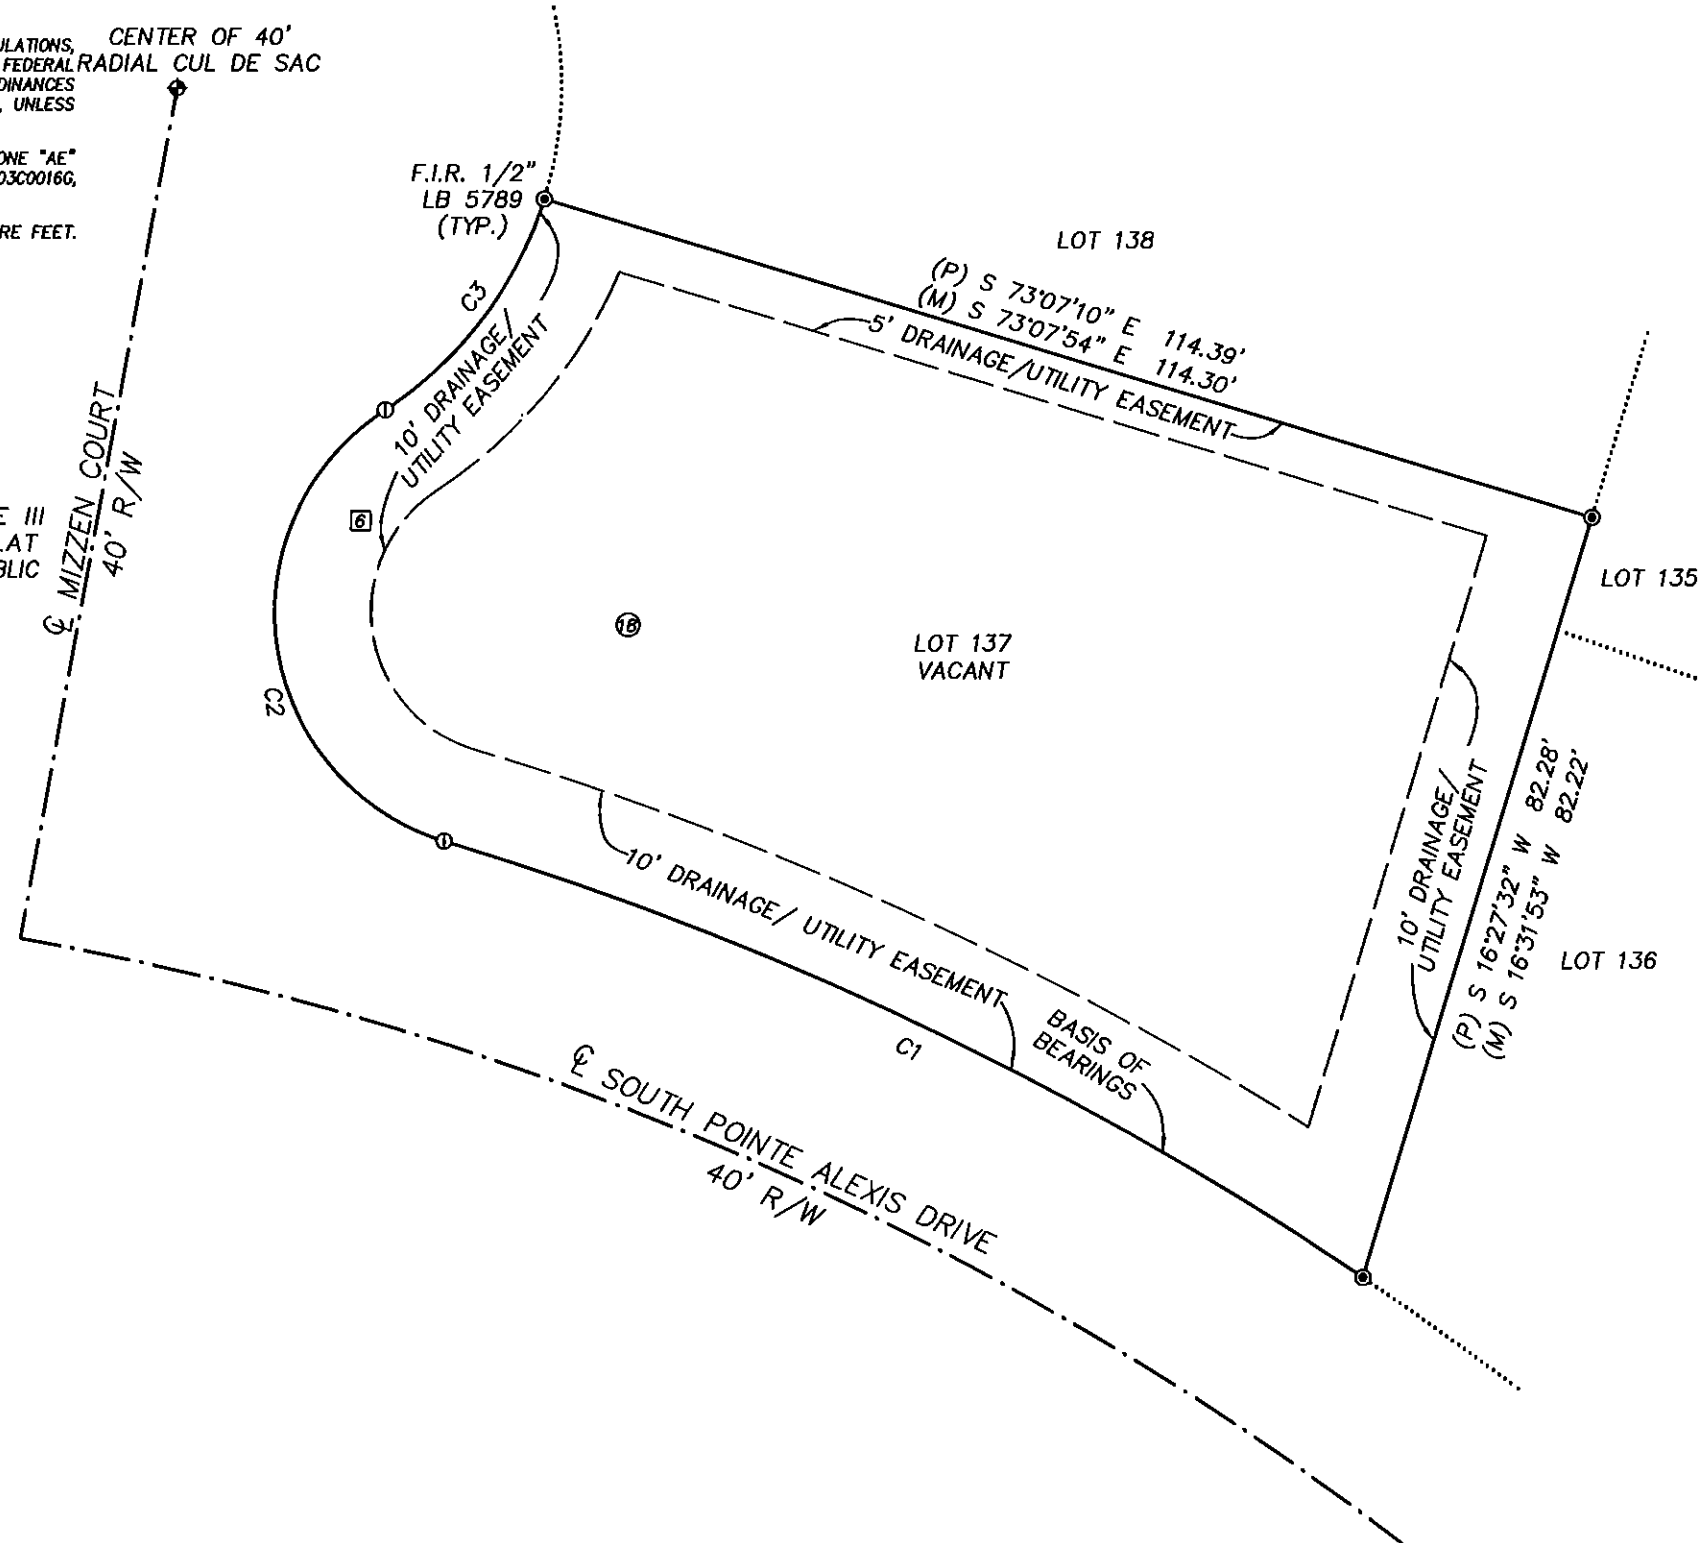 ULATIONS,
FEDERAL
DINANCES
, UNLESS
ONE "AE"
03C0016G,
RE FEET.
CENTER OF 40'
RADIAL CUL DE SAC
F.I.R. 1/2"
LB 5789
(TYP.)
LOT 138
(P) S 73°07'10" E 114.39'
(M) S 73°07'54" E 114.30'
5' DRAINAGE/UTILITY EASEMENT
C3
10' DRAINAGE/
UTILITY EASEMENT
℄ MIZZEN COURT
40' R/W
E III
LAT
BLIC
6
LOT 135
LOT 137
VACANT
C2
(P) S 16°27'32" W 82.28'
(M) S 16°31'53" W 82.22'
10' DRAINAGE/
UTILITY EASEMENT
10' DRAINAGE/ UTILITY EASEMENT
LOT 136
BASIS OF
BEARINGS
C1
℄ SOUTH POINTE ALEXIS DRIVE
40' R/W